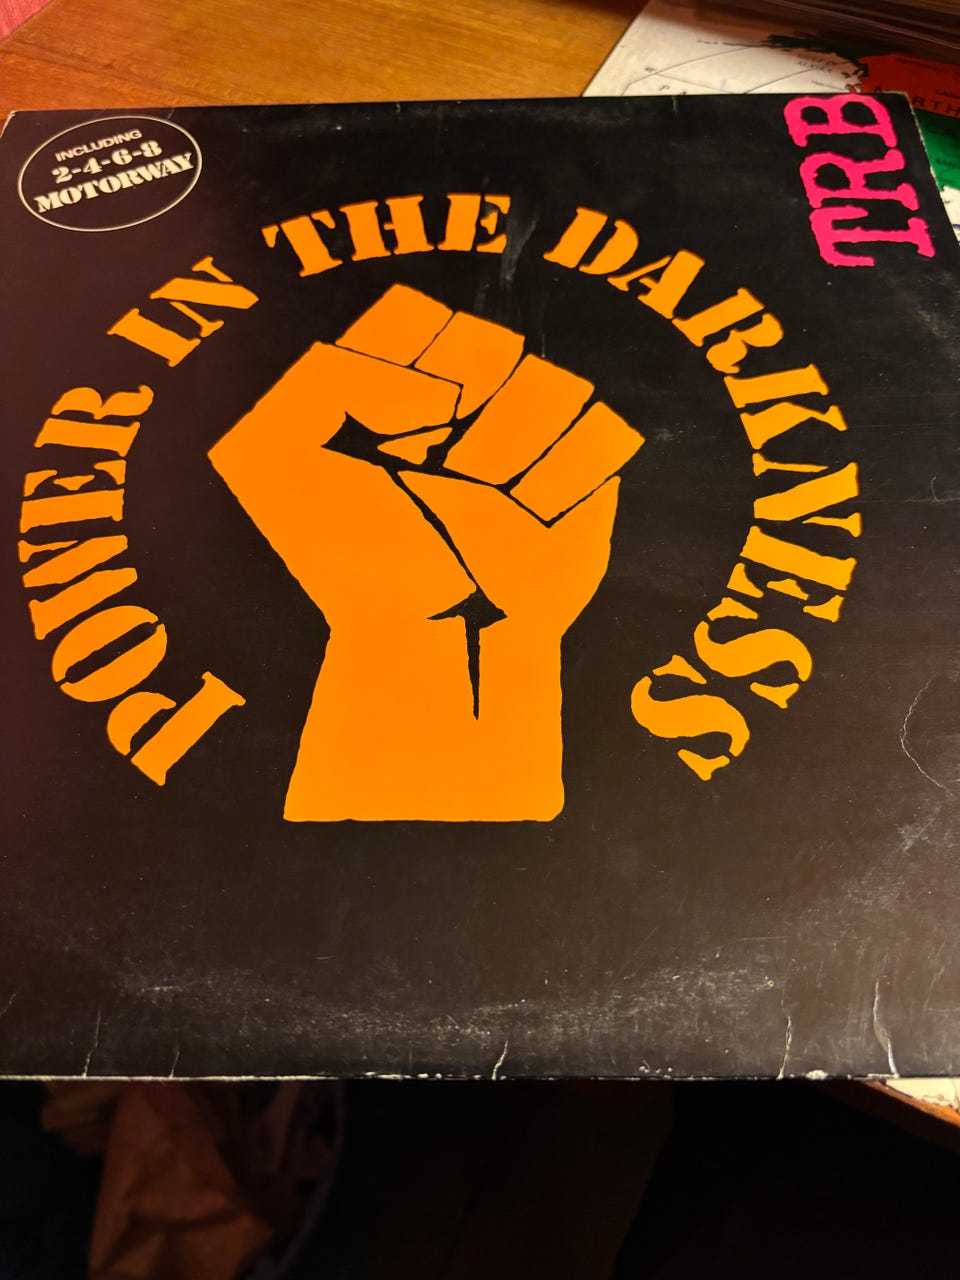 INCLUDING
2-4-6-8
MOTORWAY
TRB
POWER IN THE DARKNESS